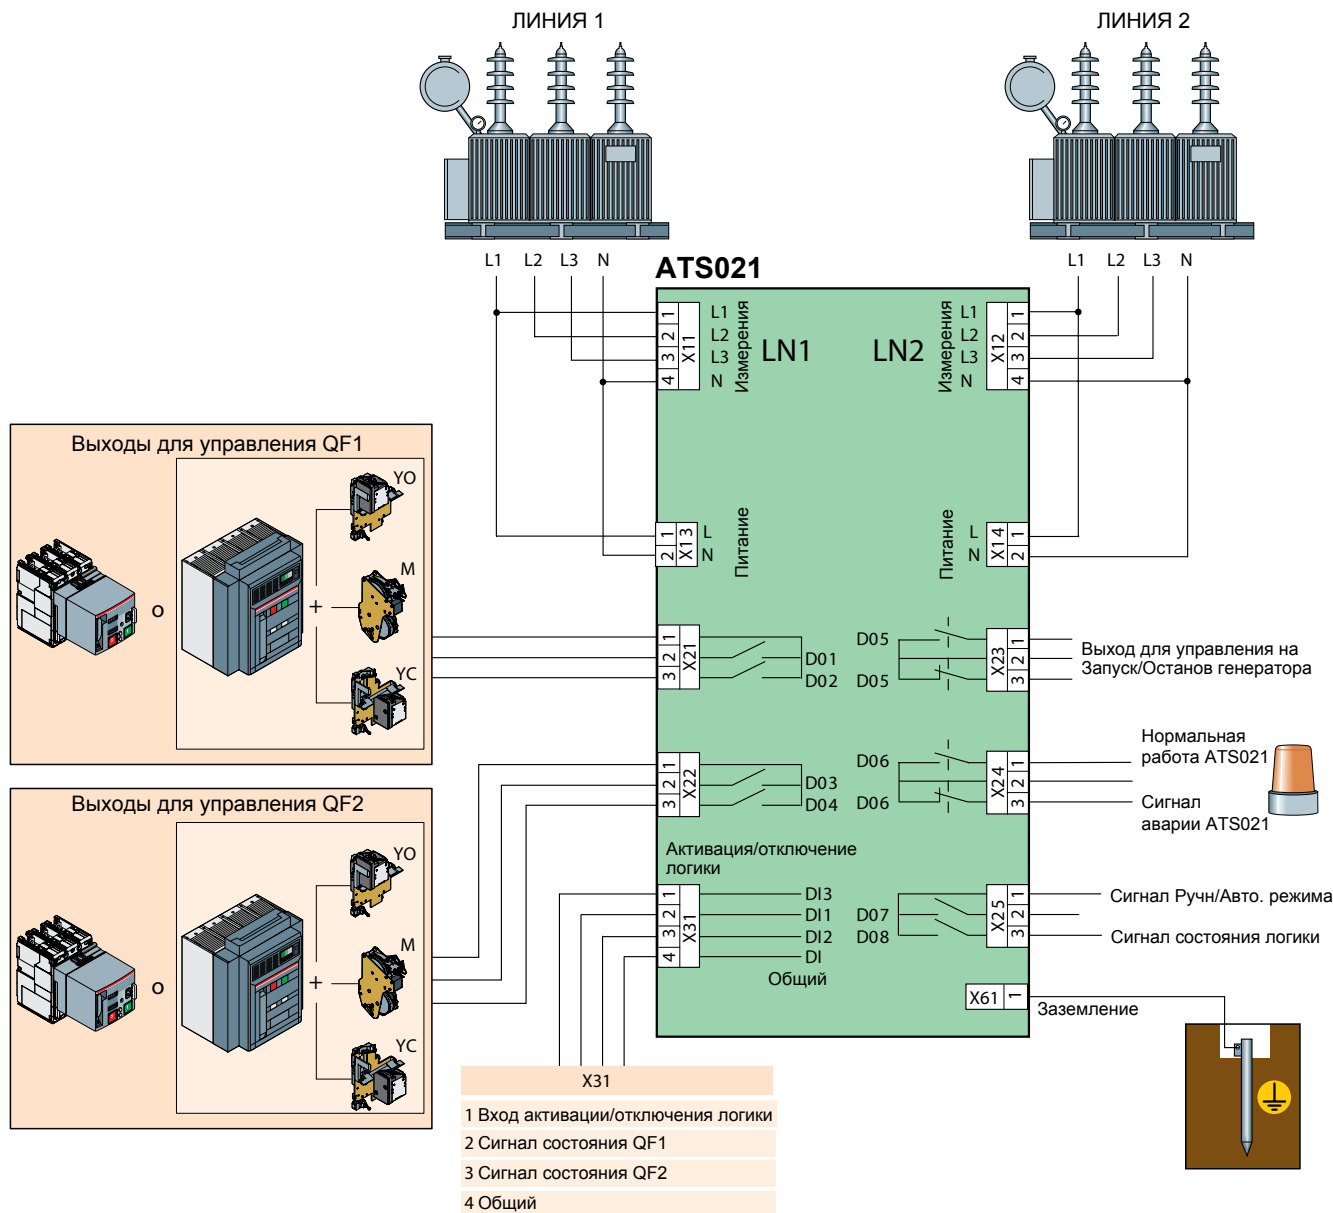 ЛИНИЯ 1
ЛИНИЯ 2
L1 L2 L3 N
L1 L2 L3 N
ATS021
1 2 3 4
X11
L1
L2
L3
N
Измерения
LN1
LN2
Измерения
L1
L2
L3
N
X12
1 2 3 4
Выходы для управления QF1
YO
M
YC
о
+
1 2
X13
L
N
Питание
Питание
L
N
X14
1 2
1 2 3
X21
D01
D02
D05
D05
X23
1 2 3
Выход для управления на
Запуск/Останов генератора
1 2 3
X22
D03
D04
D06
D06
X24
1 2 3
Нормальная
работа ATS021
Сигнал
аварии ATS021
Выходы для управления QF2
YO
M
YC
о
+
Активация/отключение
логики
1 2 3 4
X31
DI3
DI1
DI2
DI
Общий
D07
D08
X25
1 2 3
Сигнал Ручн/Авто. режима
Сигнал состояния логики
X61 1
Заземление
X31
1 Вход активации/отключения логики
2 Сигнал состояния QF1
3 Сигнал состояния QF2
4 Общий